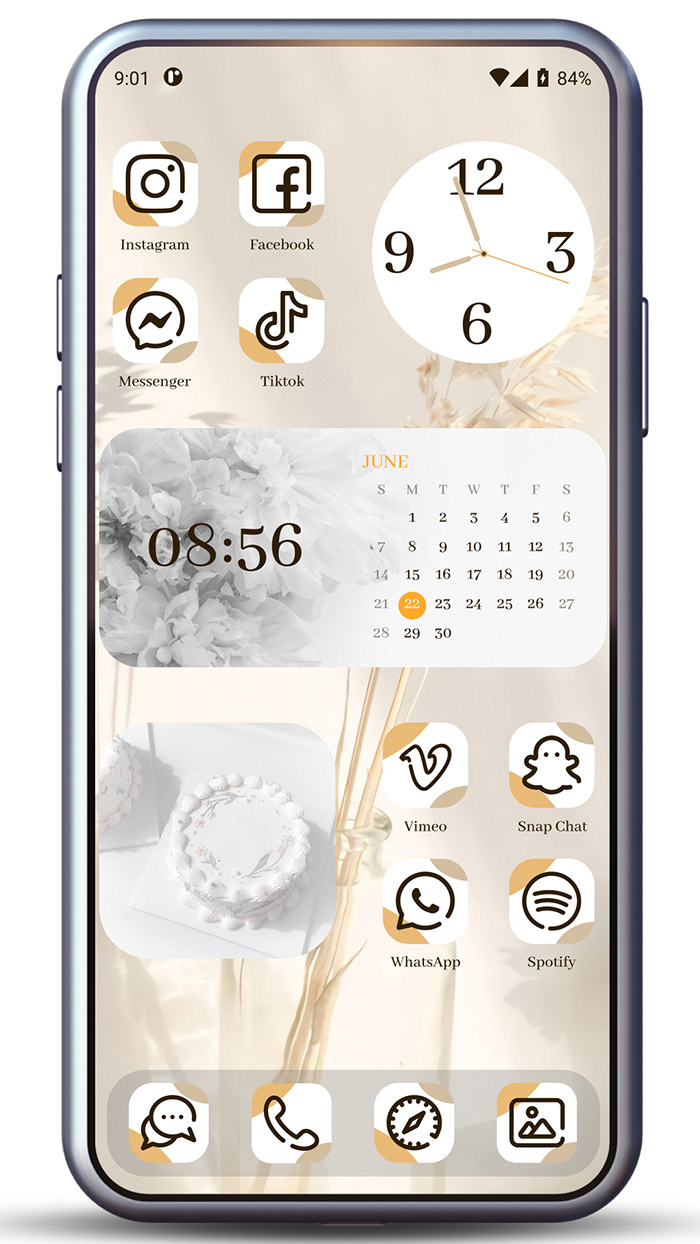 9:01 84%
Instagram Facebook
12
9 3
6
Messenger Tiktok
JUNE
S M T W T F S
1 2 3 4 5 6
7 8 9 10 11 12 13
08:56
14 15 16 17 18 19 20
21 22 23 24 25 26 27
28 29 30
Vimeo Snap Chat
WhatsApp Spotify